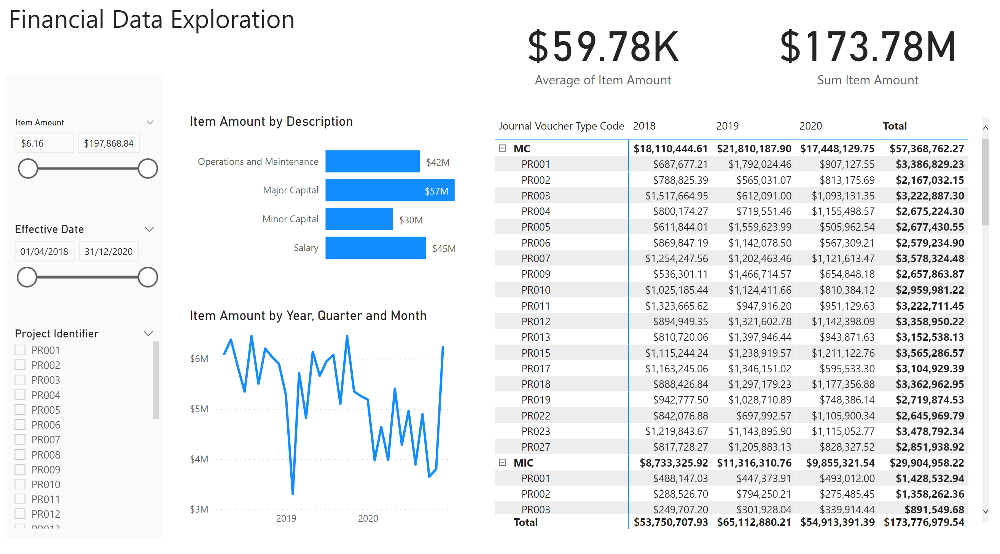 Financial Data Exploration
$59.78K
Average of Item Amount
$173.78M
Sum Item Amount
Item Amount
$6.16 $197,868.84
Effective Date
01/04/2018 31/12/2020
Project Identifier
PR001
PR002
PR003
PR004
PR005
PR006
PR007
PR008
PR009
PR010
PR011
PR012
PR013
Item Amount by Description
Operations and Maintenance $42M
Major Capital $57M
Minor Capital $30M
Salary $45M
Item Amount by Year, Quarter and Month
$6M
$5M
$4M
$3M
2019 2020
Journal Voucher Type Code 2018 2019 2020 Total
MC $18,110,444.61 $21,810,187.90 $17,448,129.75 $57,368,762.27
PR001 $687,677.21 $1,792,024.46 $907,127.55 $3,386,829.23
PR002 $788,825.39 $565,031.07 $813,175.69 $2,167,032.15
PR003 $1,517,664.95 $612,091.00 $1,093,131.35 $3,222,887.30
PR004 $800,174.27 $719,551.46 $1,155,498.57 $2,675,224.30
PR005 $611,844.01 $1,559,623.99 $505,962.54 $2,677,430.55
PR006 $869,847.19 $1,142,078.50 $567,309.21 $2,579,234.90
PR007 $1,254,247.56 $1,202,463.46 $1,121,613.47 $3,578,324.48
PR009 $536,301.11 $1,466,714.57 $654,848.18 $2,657,863.87
PR010 $1,025,185.44 $1,124,411.66 $810,384.12 $2,959,981.22
PR011 $1,323,665.62 $947,916.20 $951,129.63 $3,222,711.45
PR012 $894,949.35 $1,321,602.78 $1,142,398.09 $3,358,950.22
PR013 $810,720.06 $1,397,946.44 $943,871.63 $3,152,538.13
PR015 $1,115,244.24 $1,238,919.57 $1,211,122.76 $3,565,286.57
PR017 $1,163,245.06 $1,346,151.02 $595,533.30 $3,104,929.39
PR018 $888,426.84 $1,297,179.23 $1,177,356.88 $3,362,962.95
PR019 $942,777.50 $1,028,710.89 $748,386.14 $2,719,874.53
PR022 $842,076.88 $697,992.57 $1,105,900.34 $2,645,969.79
PR023 $1,219,843.67 $1,143,895.90 $1,115,052.77 $3,478,792.34
PR027 $817,728.27 $1,205,883.13 $828,327.52 $2,851,938.92
MIC $8,733,325.92 $11,316,310.76 $9,855,321.54 $29,904,958.22
PR001 $488,147.03 $447,373.91 $493,012.00 $1,428,532.94
PR002 $288,526.70 $794,250.21 $275,485.45 $1,358,262.36
PR003 $249,707.20 $301,928.04 $339,914.44 $891,549.68
Total $53,750,707.93 $65,112,880.21 $54,913,391.39 $173,776,979.54